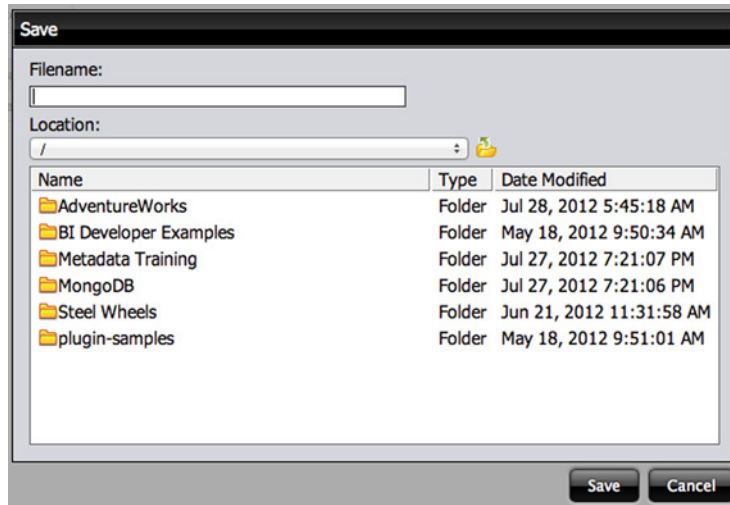 Save
Filename:
Location:
/
Name Type Date Modified
AdventureWorks Folder Jul 28, 2012 5:45:18 AM
BI Developer Examples Folder May 18, 2012 9:50:34 AM
Metadata Training Folder Jul 27, 2012 7:21:07 PM
MongoDB Folder Jul 27, 2012 7:21:06 PM
Steel Wheels Folder Jun 21, 2012 11:31:58 AM
plugin-samples Folder May 18, 2012 9:51:01 AM
Save Cancel